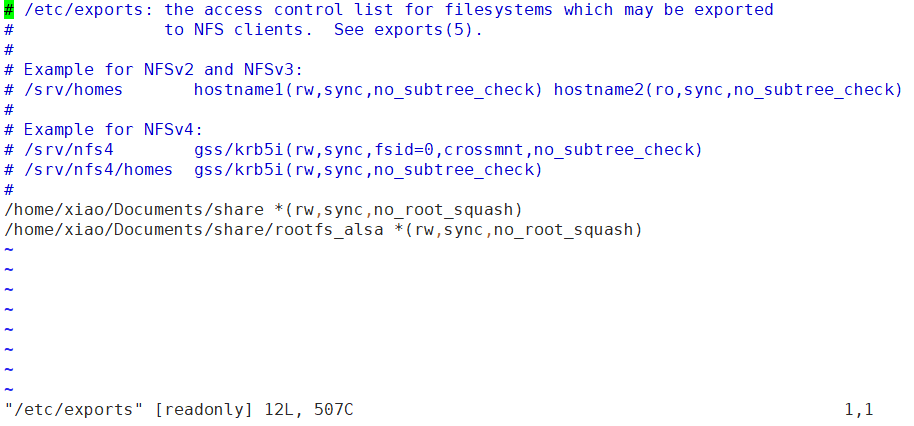 # /etc/exports: the access control list for filesystems which may be exported
#               to NFS clients.  See exports(5).
#
# Example for NFSv2 and NFSv3:
# /srv/homes       hostname1(rw,sync,no_subtree_check) hostname2(ro,sync,no_subtree_check)
#
# Example for NFSv4:
# /srv/nfs4        gss/krb5i(rw,sync,fsid=0,crossmnt,no_subtree_check)
# /srv/nfs4/homes  gss/krb5i(rw,sync,no_subtree_check)
#
/home/xiao/Documents/share *(rw,sync,no_root_squash)
/home/xiao/Documents/share/rootfs_alsa *(rw,sync,no_root_squash)
~
~
~
~
~
~
~
~
"/etc/exports" [readonly] 12L, 507C                                                 1,1